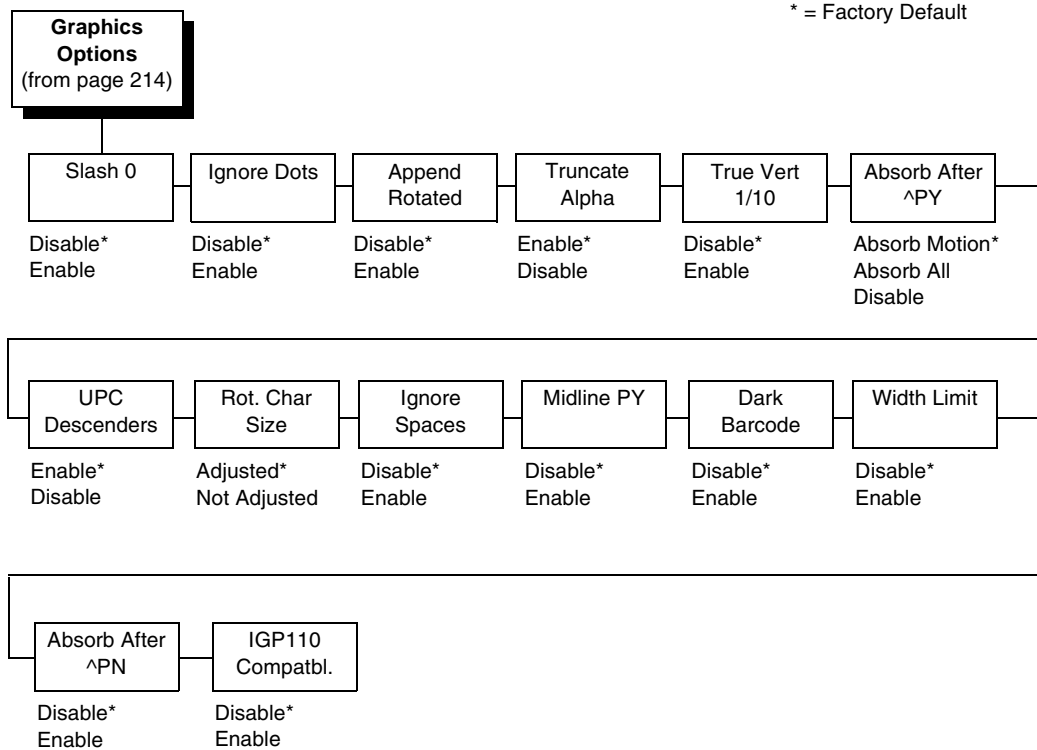 * = Factory Default
Graphics
Options
(from page 214)
Slash 0
Disable*
Enable
Ignore Dots
Disable*
Enable
Append
Rotated
Disable*
Enable
Truncate
Alpha
Enable*
Disable
True Vert
1/10
Disable*
Enable
Absorb After
^PY
Absorb Motion*
Absorb All
Disable
UPC
Descenders
Enable*
Disable
Rot. Char
Size
Adjusted*
Not Adjusted
Ignore
Spaces
Disable*
Enable
Midline PY
Disable*
Enable
Dark
Barcode
Disable*
Enable
Width Limit
Disable*
Enable
Absorb After
^PN
Disable*
Enable
IGP110
Compatbl.
Disable*
Enable